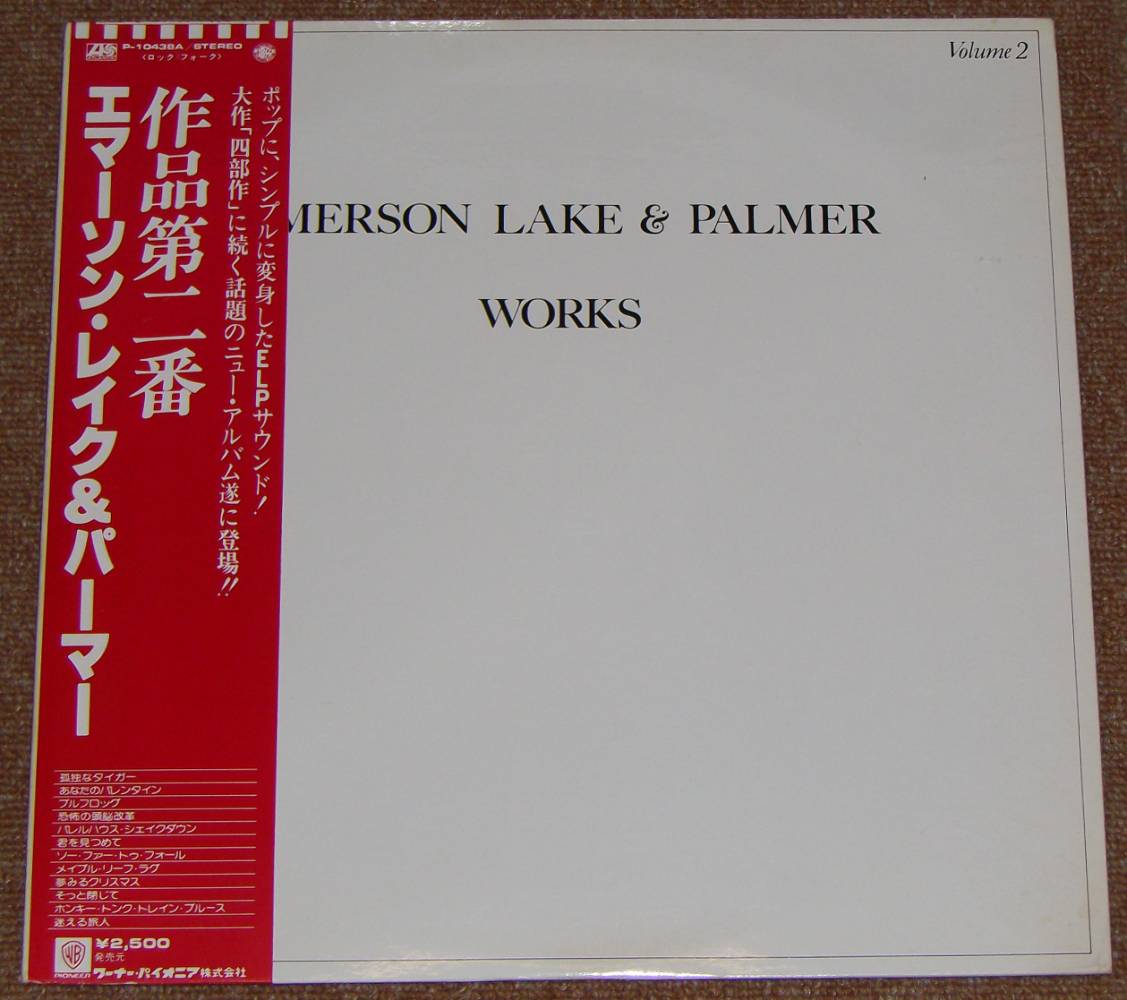 P-10438A/STEREO
〈ロック/フォーク〉
ポップに、シンプルに変身したELPサウンド!
大作「四部作」に続く話題のニュー・アルバム遂に登場!!
作品第二番
エマーソン・レイク&パーマー
孤独なタイガー
あなたのバレンタイン
ブルフロッグ
恐怖の頭脳改革
バレルハウス・シェイクダウン
君を見つめて
ソー・ファー・トゥ・フォール
メイプル・リーフ・ラグ
夢みるクリスマス
そっと閉じて
ホンキー・トンク・トレイン・ブルース
迷える旅人
WB
PIONEER
¥2,500
発売元
ワーナー・パイオニア株式会社
Volume 2
MERSON LAKE & PALMER
WORKS